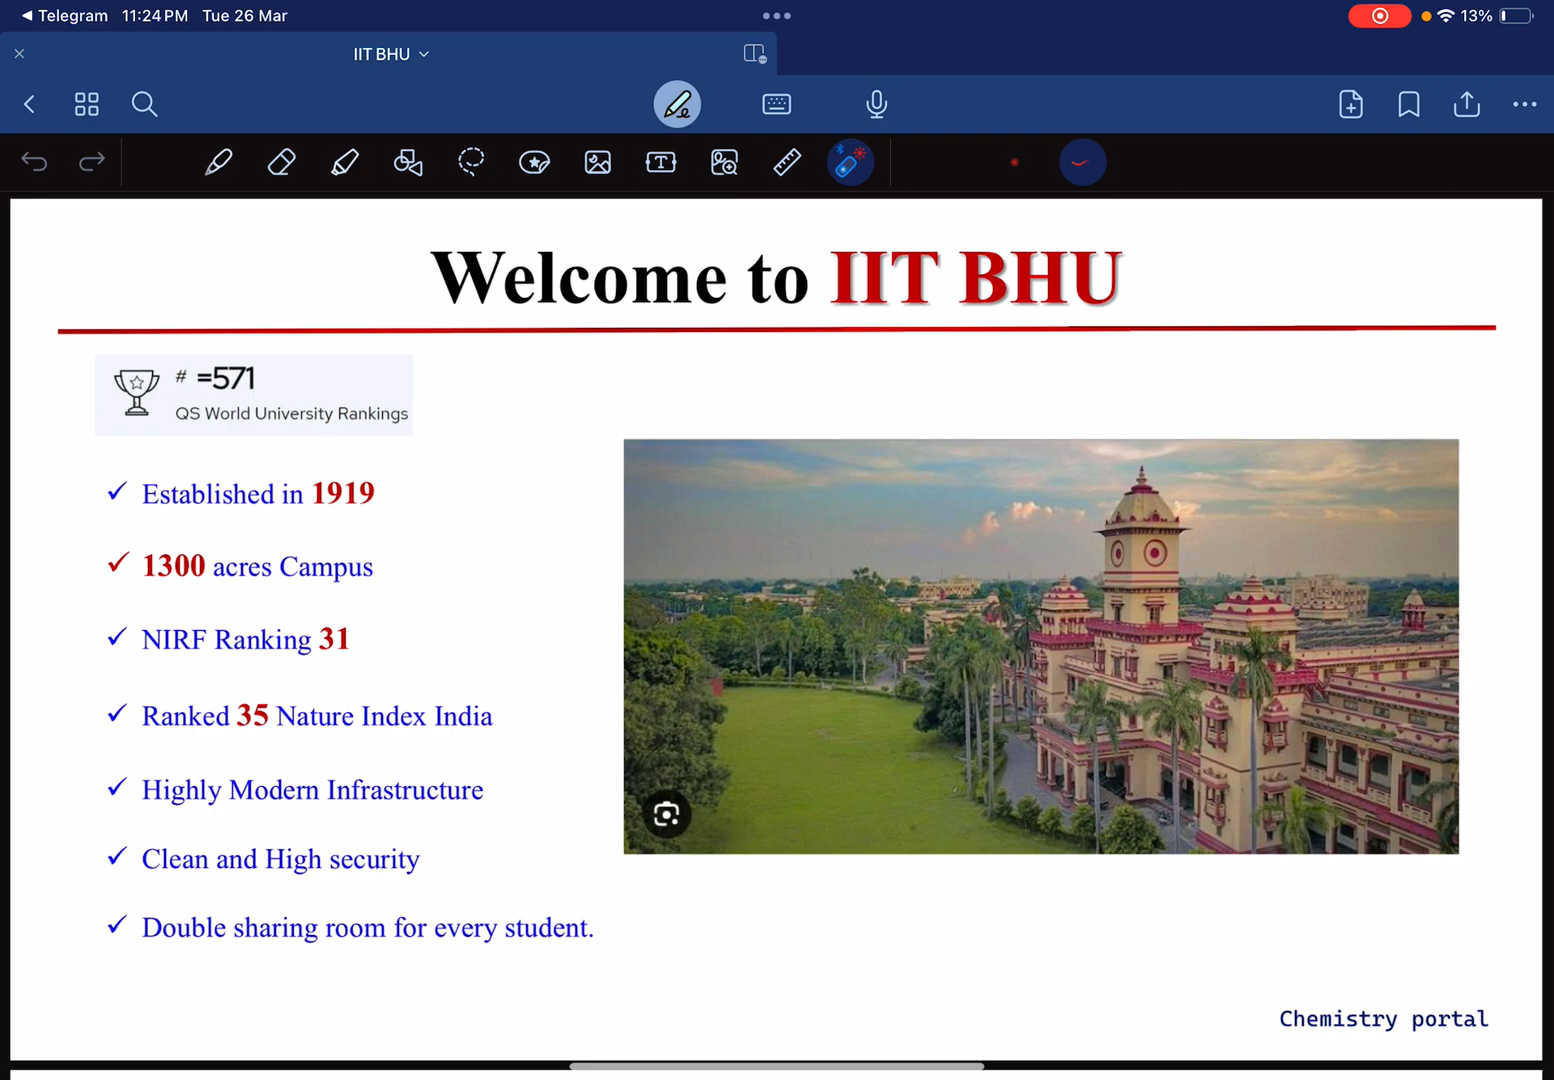 Telegram 11:24 PM Tue 26 Mar 13%
IIT BHU
Welcome to IIT BHU
# =571
QS World University Rankings
Established in 1919
1300 acres Campus
NIRF Ranking 31
Ranked 35 Nature Index India
Highly Modern Infrastructure
Clean and High security
Double sharing room for every student.
Chemistry portal